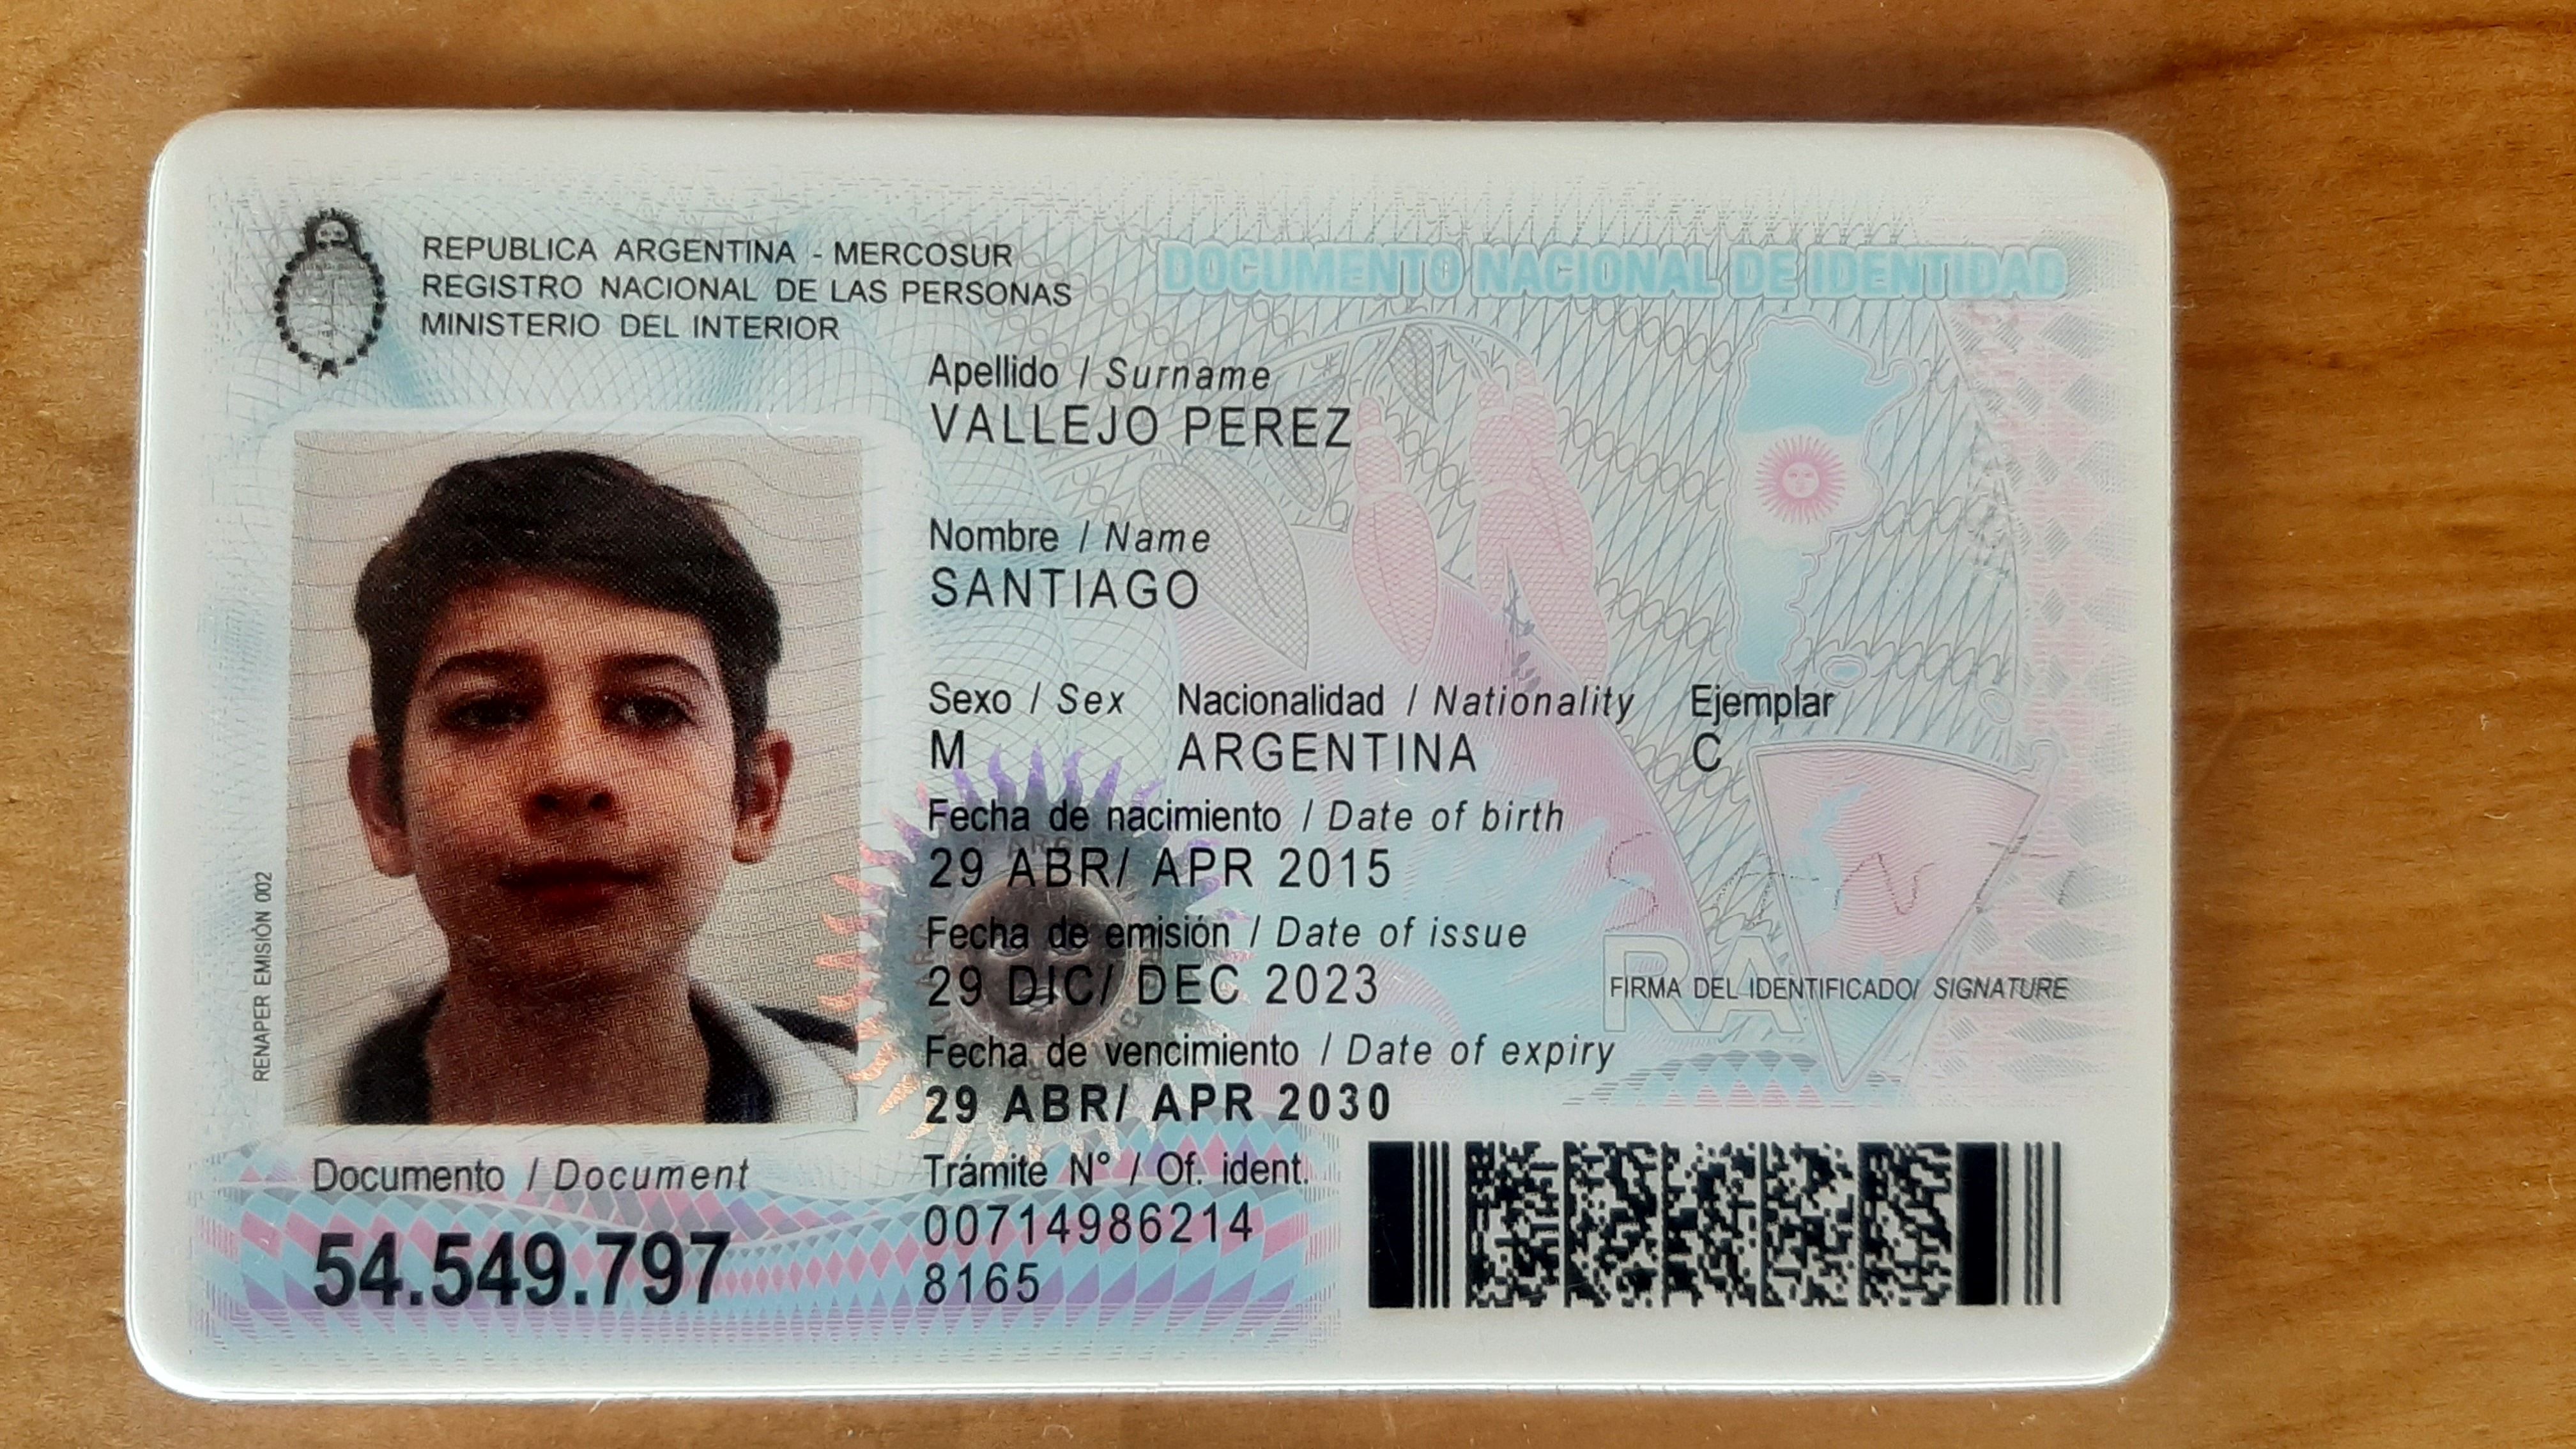 REPUBLICA ARGENTINA - MERCOSUR
REGISTRO NACIONAL DE LAS PERSONAS
MINISTERIO DEL INTERIOR
DOCUMENTO NACIONAL DE IDENTIDAD
RENAPER EMISIÓN 002
Apellido / Surname
VALLEJO PEREZ
Nombre / Name
SANTIAGO
Sexo / Sex Nacionalidad / Nationality Ejemplar
M ARGENTINA C
Fecha de nacimiento / Date of birth
29 ABR/ APR 2015
Fecha de emisión / Date of issue
29 DIC/ DEC 2023
Fecha de vencimiento / Date of expiry
29 ABR/ APR 2030
FIRMA DEL IDENTIFICADO/ SIGNATURE
RA
Documento / Document
54.549.797
Trámite N° / Of. ident.
00714986214
8165